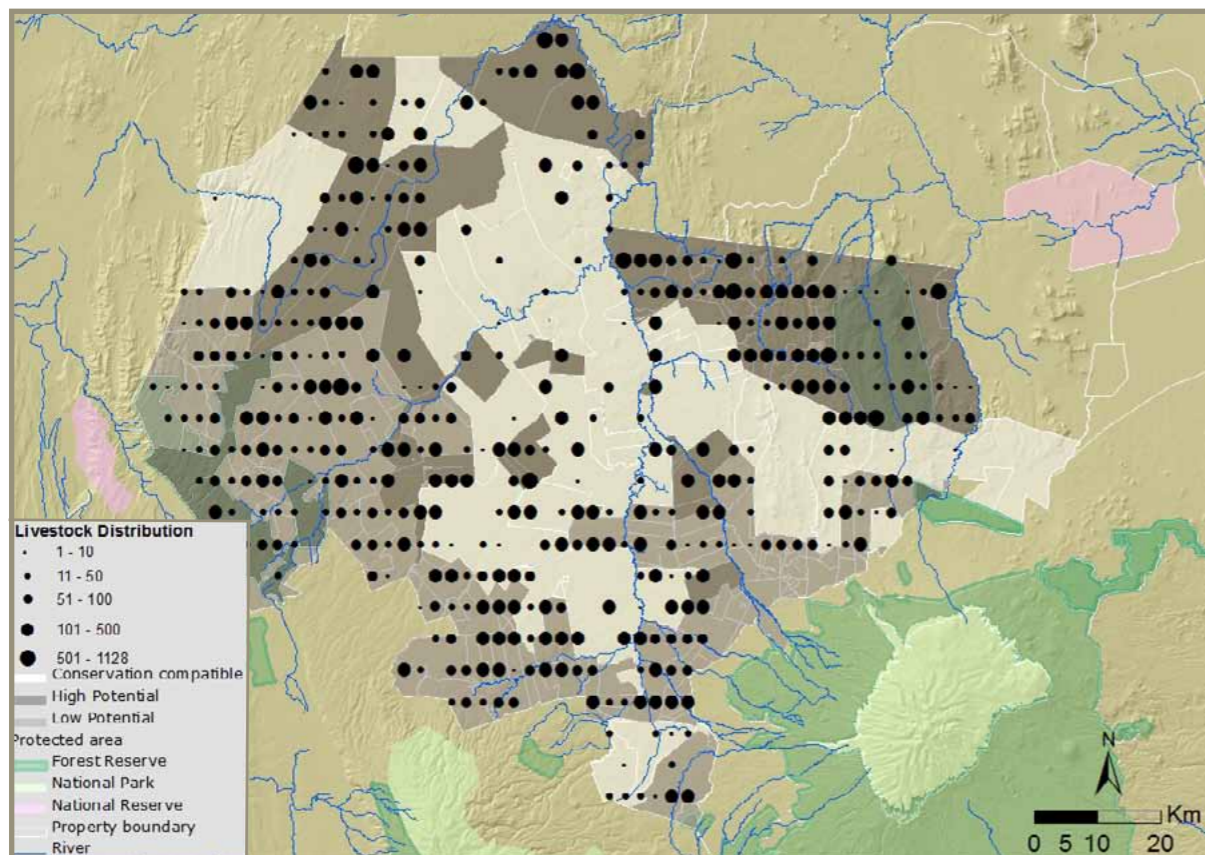 Livestock Distribution
1 - 10
11 - 50
51 - 100
101 - 500
501 - 1128
Conservation compatible
High Potential
Low Potential
Protected area
Forest Reserve
National Park
National Reserve
Property boundary
River
N
Km
0 5 10 20